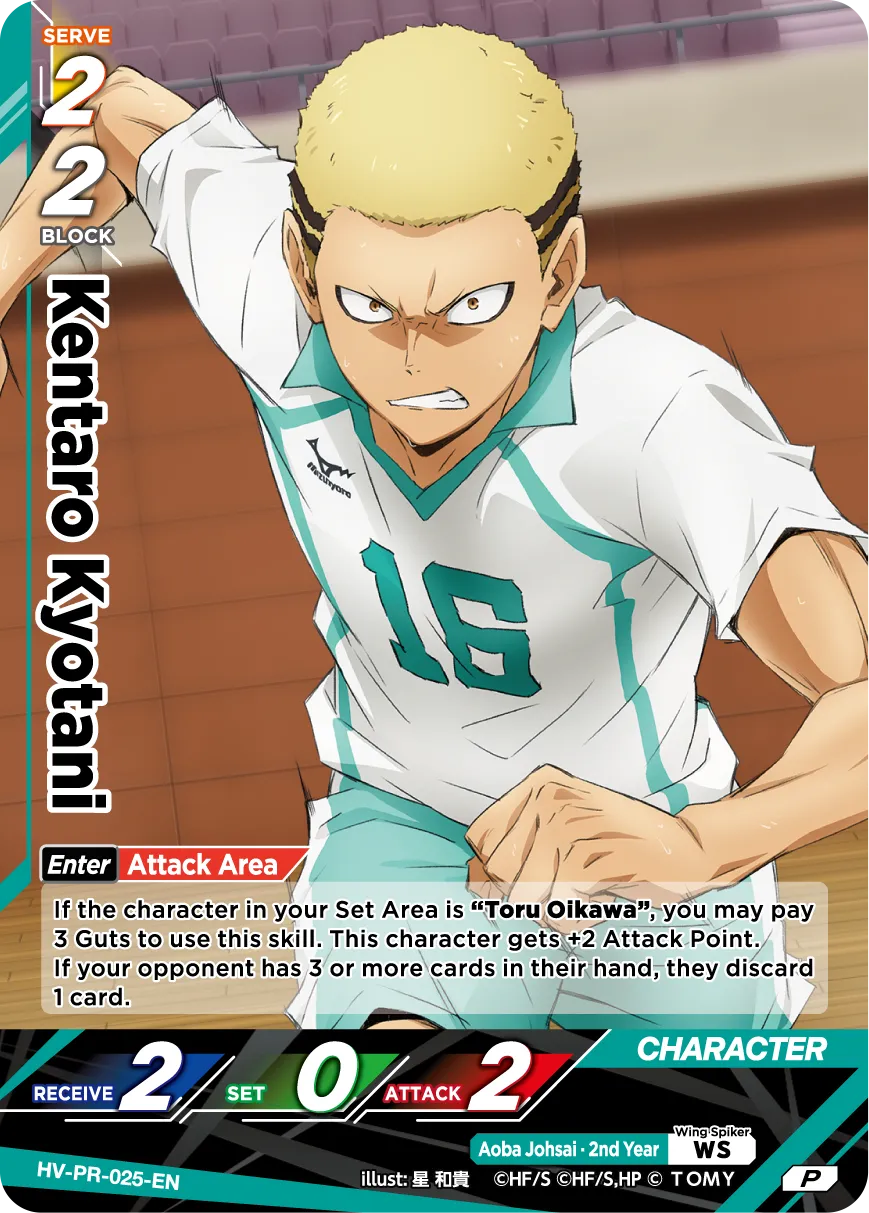 SERVE
2
2
BLOCK
Kentaro Kyotani
mizunyoro
16
Enter Attack Area
If the character in your Set Area is “Toru Oikawa”, you may pay
3 Guts to use this skill. This character gets +2 Attack Point.
If your opponent has 3 or more cards in their hand, they discard
1 card.
CHARACTER
RECEIVE 2 SET 0 ATTACK 2
Aoba Johsai · 2nd Year
Wing Spiker
WS
HV-PR-025-EN
illust: 星 和貴 ©HF/S ©HF/S,HP © TOMY
P